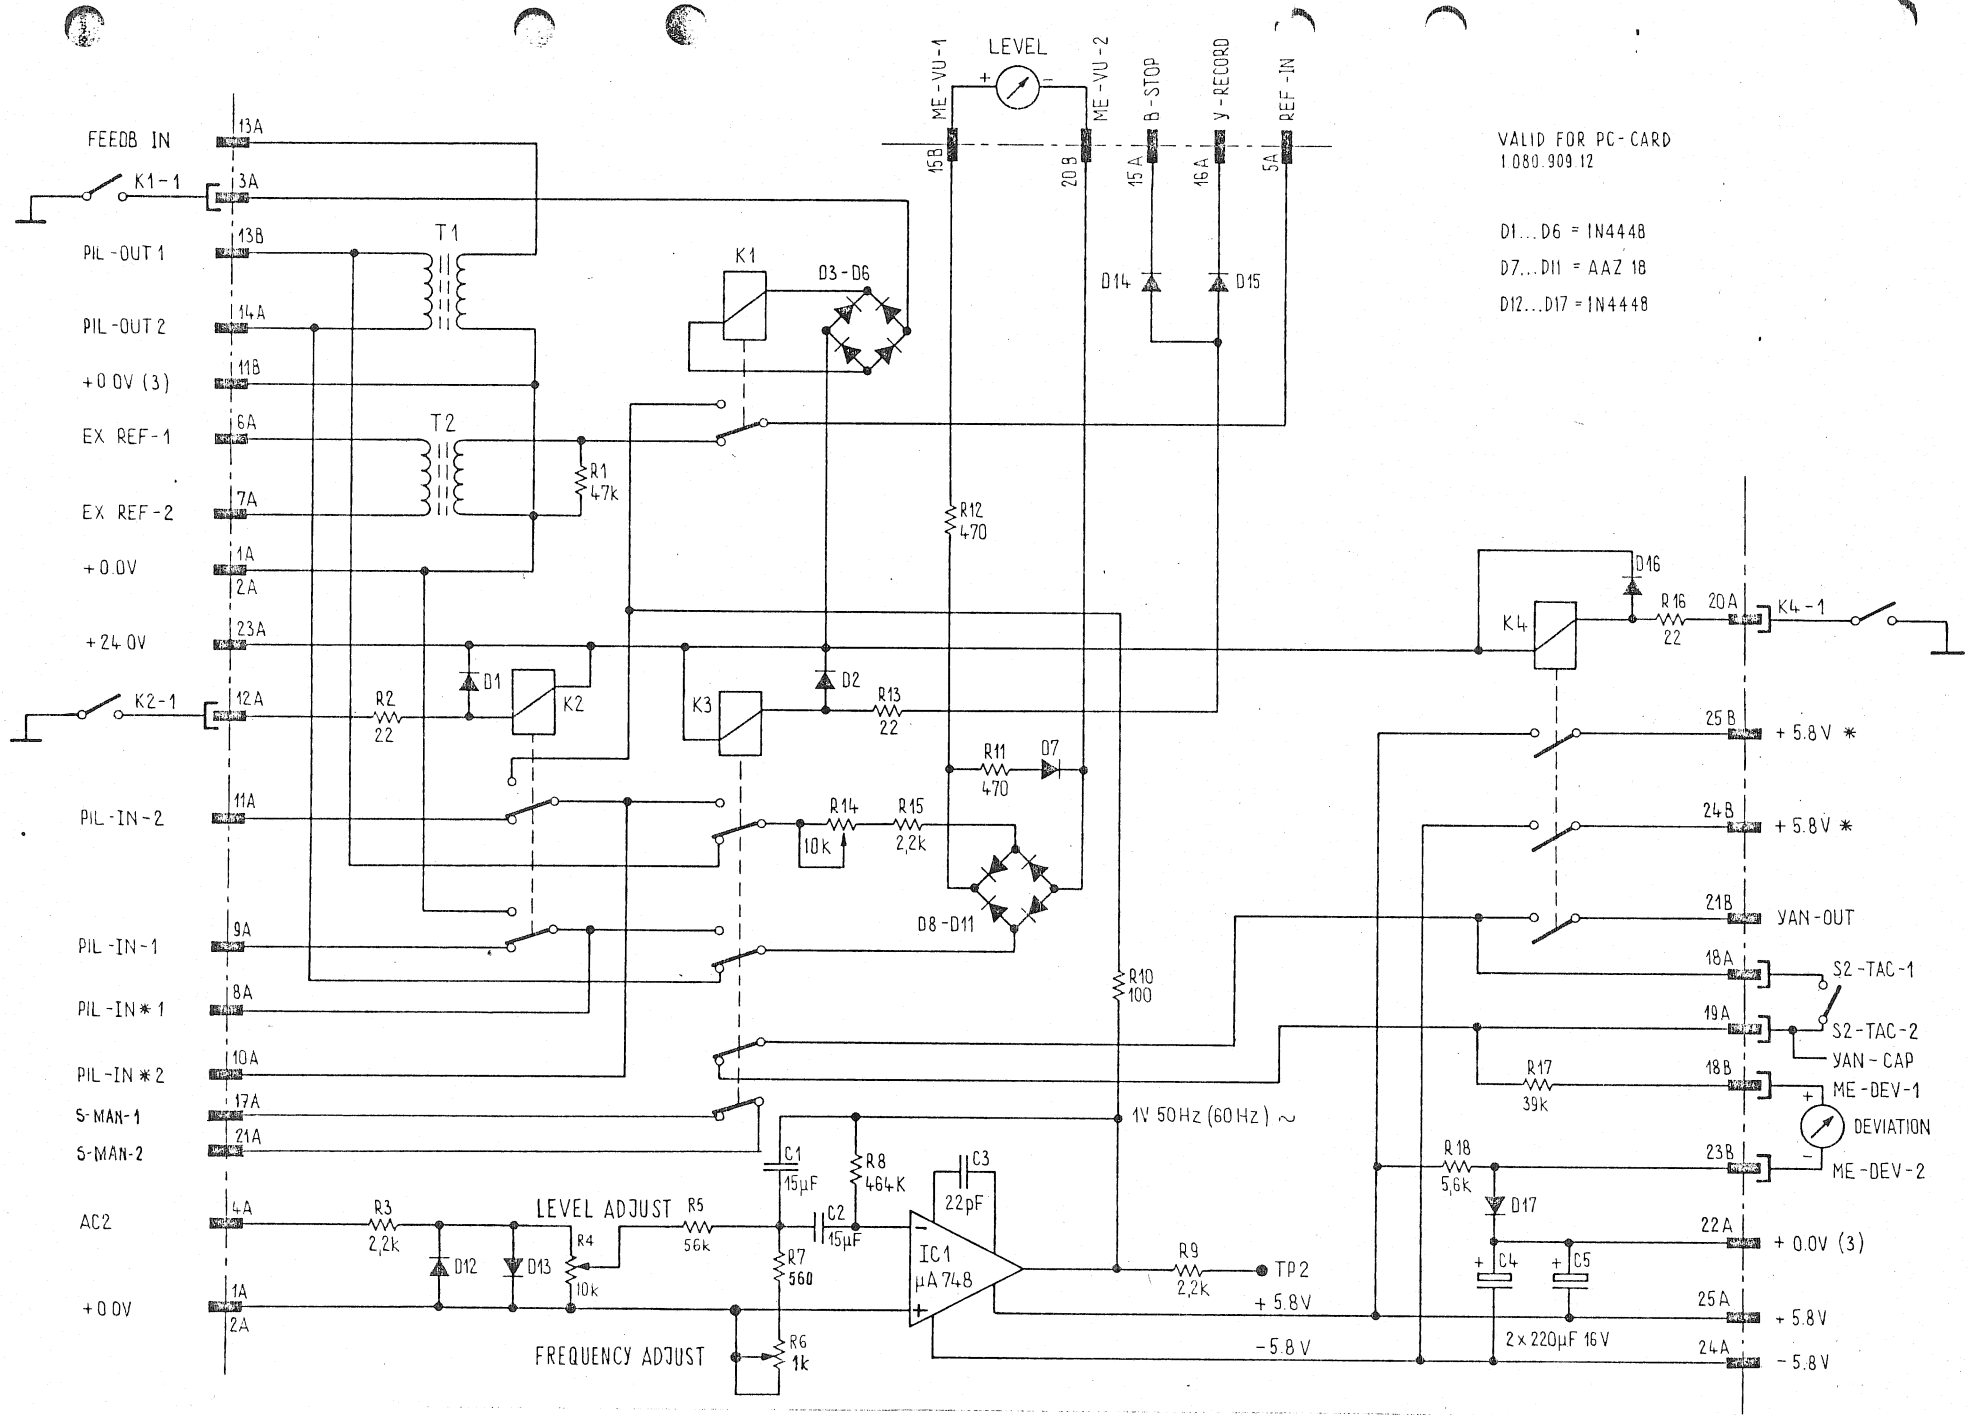 LEVEL
ME-VU-1
+
-
ME-VU-2
B-STOP
Y-RECORD
REF-IN
15B
20B
15A
16A
5A
VALID FOR PC-CARD
1.080.909.12
D1...D6 = 1N4448
D7...D11 = AAZ 18
D12...D17 = 1N4448
FEEDB IN
13A
K1-1
3A
PIL-OUT 1
13B
T1
PIL-OUT 2
14A
+0.0V (3)
11B
EX REF-1
6A
T2
EX REF-2
7A
R1
47k
+0.0V
1A
2A
+24.0V
23A
K2-1
12A
R2
22
D1
K2
K1
D3-D6
D14
D15
R12
470
K3
D2
R13
22
R11
470
D7
PIL-IN-2
11A
R14
10k
R15
2,2k
D8-D11
PIL-IN-1
9A
PIL-IN*1
8A
PIL-IN*2
10A
S-MAN-1
17A
S-MAN-2
21A
R10
100
1V 50Hz (60Hz) ~
AC2
4A
R3
2,2k
D12
D13
LEVEL ADJUST
R4
10k
R5
56k
C1
15µF
C2
15µF
R7
560
R8
464K
C3
22pF
IC1
µA748
-
+
R9
2,2k
TP2
+0.0V
1A
2A
FREQUENCY ADJUST
R6
1k
+5.8V
-5.8V
K4
D16
R16
22
20A
K4-1
25B
+5.8V *
24B
+5.8V *
21B
YAN-OUT
18A
S2-TAC-1
19A
S2-TAC-2
YAN-CAP
R17
39k
18B
ME-DEV-1
+
DEVIATION
-
R18
5,6k
23B
ME-DEV-2
D17
22A
+0.0V (3)
+
C4
+
C5
25A
+5.8V
2x220µF 16V
24A
-5.8V